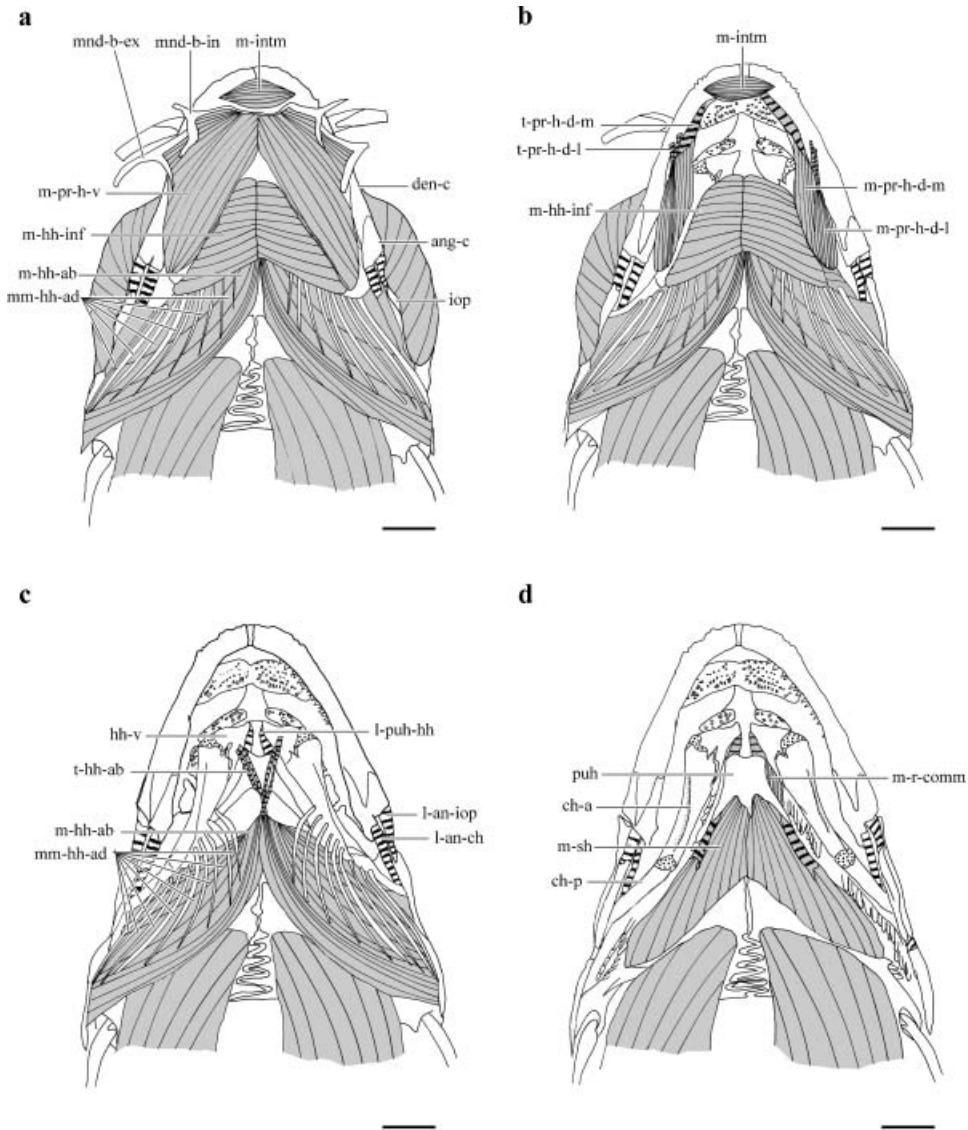 a
mnd-b-ex mnd-b-in m-intm
m-pr-h-v
den-c
m-hh-inf
ang-c
m-hh-ab
mm-hh-ad
iop
b
m-intm
t-pr-h-d-m
t-pr-h-d-l
m-pr-h-d-m
m-hh-inf
m-pr-h-d-l
c
hh-v
l-puh-hh
t-hh-ab
l-an-iop
m-hh-ab
l-an-ch
mm-hh-ad
d
puh
m-r-comm
ch-a
m-sh
ch-p